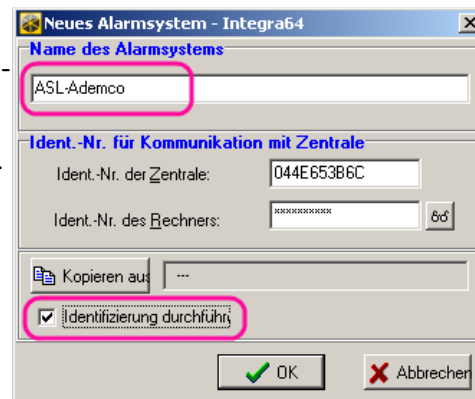 Neues Alarmsystem - Integra64
Name des Alarmsystems
ASL-Ademco
Ident.-Nr. für Kommunikation mit Zentrale
Ident.-Nr. der Zentrale: 044E653B6C
Ident.-Nr. des Rechners: **********
Kopieren aus ---
Identifizierung durchführ
OK Abbrechen